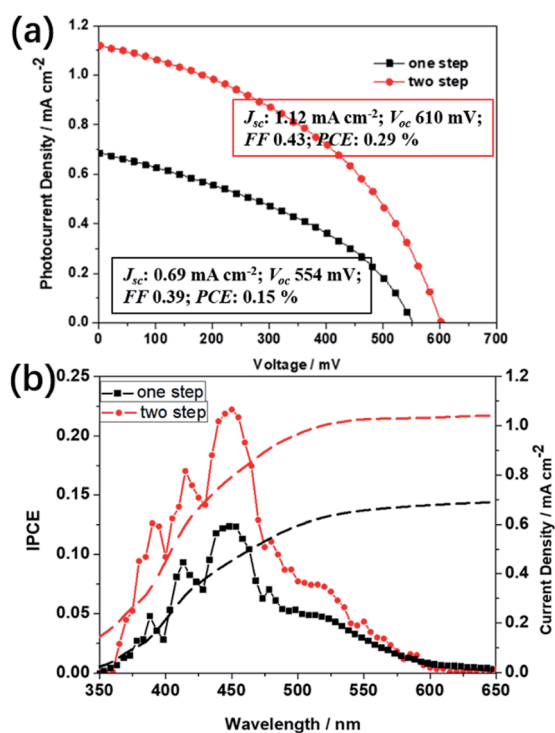 (a)
1.2
1.0
0.8
0.6
0.4
0.2
0.0
Photocurrent Density / mA cm⁻²
one step
two step
Jsc: 1.12 mA cm⁻²; Voc 610 mV;
FF 0.43; PCE: 0.29 %
Jsc: 0.69 mA cm⁻²; Voc 554 mV;
FF 0.39; PCE: 0.15 %
0 100 200 300 400 500 600 700
Voltage / mV
(b)
0.25
0.20
0.15
0.10
0.05
0.00
IPCE
one step
two step
1.2
1.0
0.8
0.6
0.4
0.2
0.0
Current Density / mA cm⁻²
350 400 450 500 550 600 650
Wavelength / nm